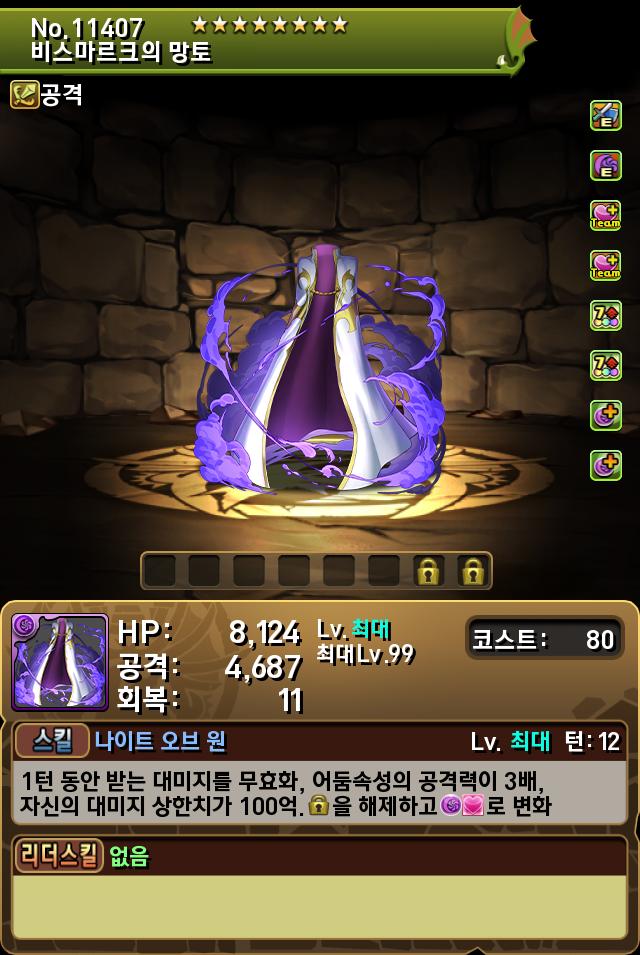 No.11407 ★★★★★★★★
비스마르크의 망토
공격
E
E
Team
Team
7
7
HP: 8,124 Lv.최대
공격: 4,687 최대Lv.99
회복: 11
코스트: 80
스킬 나이트 오브 원 Lv. 최대 턴: 12
1턴 동안 받는 대미지를 무효화, 어둠속성의 공격력이 3배,
자신의 대미지 상한치가 100억. 을 해제하고 로 변화
리더스킬 없음